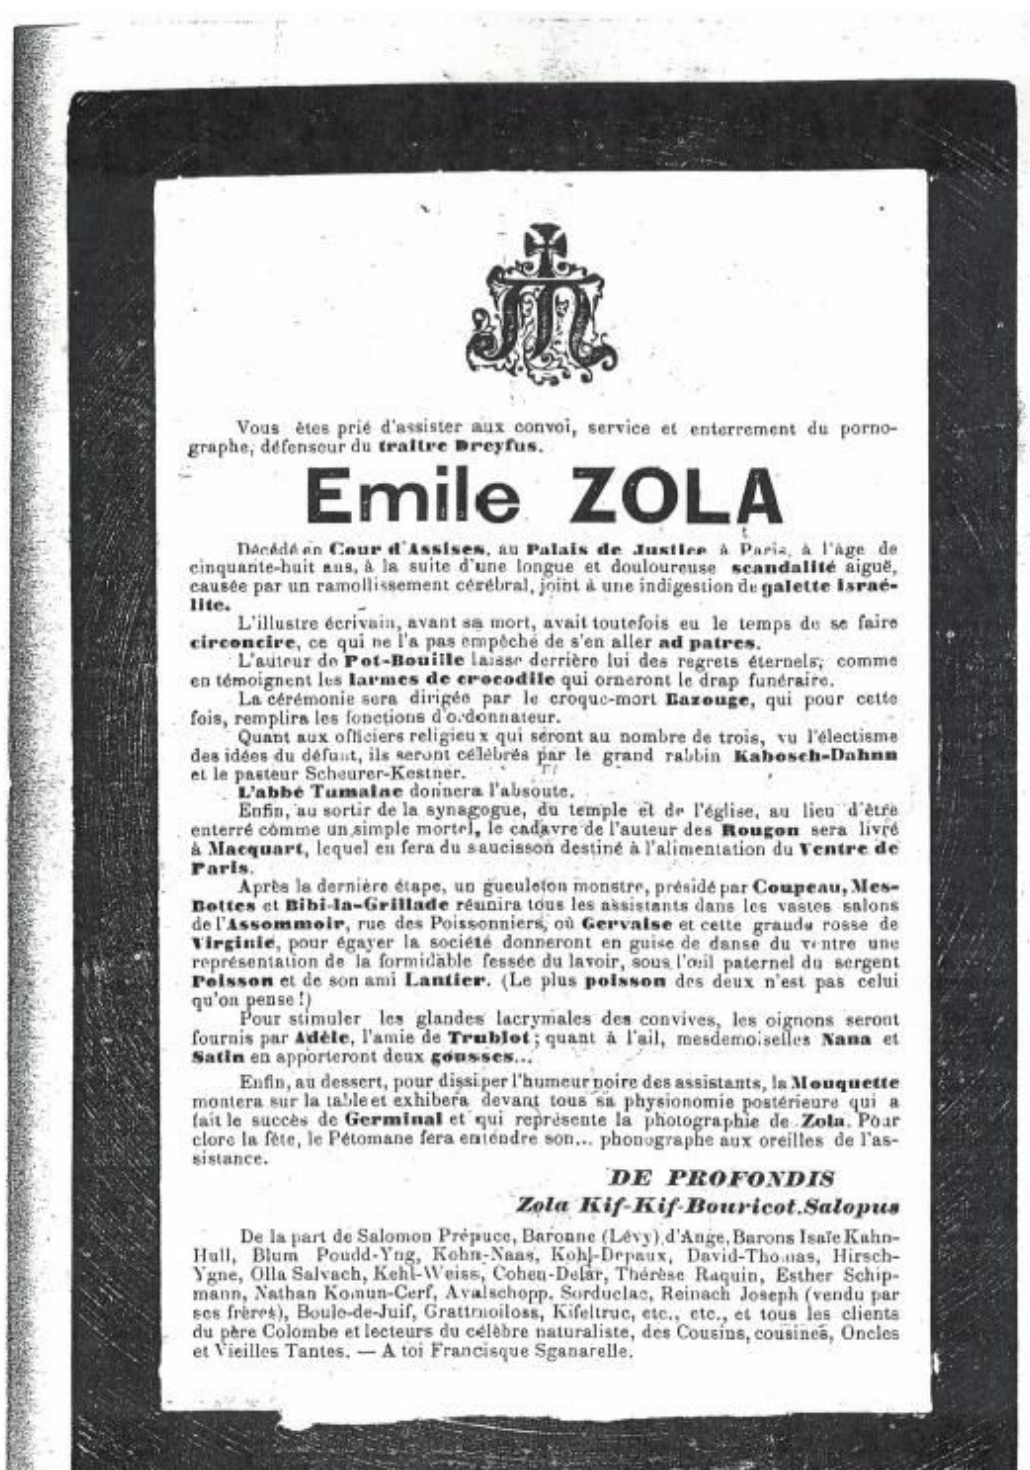 Vous êtes prié d'assister aux convoi, service et enterrement du porno-
graphe, défenseur du traître Dreyfus.
Emile ZOLA
Décédé en Cour d'Assises, au Palais de Justice à Paris, à l'âge de
cinquante-huit ans, à la suite d'une longue et douloureuse scandalité aiguë,
causée par un ramollissement cérébral, joint à une indigestion de galette israé-
lite.
L'illustre écrivain, avant sa mort, avait toutefois eu le temps de se faire
circoncire, ce qui ne l'a pas empêché de s'en aller ad patres.
L'auteur de Pot-Bouille laisse derrière lui des regrets éternels, comme
en témoignent les larmes de crocodile qui orneront le drap funéraire.
La cérémonie sera dirigée par le croque-mort Bazouge, qui pour cette
fois, remplira les fonctions d'ordonnateur.
Quant aux officiers religieux qui seront au nombre de trois, vu l'électisme
des idées du défunt, ils seront célébrés par le grand rabbin Kabosch-Dahnn
et le pasteur Scheurer-Kestner.
L'abbé Tumaine donnera l'absoute.
Enfin, au sortir de la synagogue, du temple et de l'église, au lieu d'être
enterré comme un simple mortel, le cadavre de l'auteur des Rougon sera livré
à Macquart, lequel en fera du saucisson destiné à l'alimentation du Ventre de
Paris.
Après la dernière étape, un gueuleton monstre, présidé par Coupeau, Mes-
Bottes et Bibi-la-Grillade réunira tous les assistants dans les vastes salons
de l'Assommoir, rue des Poissonniers, où Gervaise et cette grande rosse de
Virginie, pour égayer la société donneront en guise de danse du ventre une
représentation de la formidable fessée du lavoir, sous l'œil paternel du sergent
Poisson et de son ami Lantier. (Le plus poisson des deux n'est pas celui
qu'on pense !)
Pour stimuler les glandes lacrymales des convives, les oignons seront
fournis par Adèle, l'amie de Trublot ; quant à l'ail, mesdemoiselles Nana et
Satin en apporteront deux gousses...
Enfin, au dessert, pour dissiper l'humeur noire des assistants, la Mouquette
montera sur la table et exhibera devant tous sa physionomie postérieure qui a
fait le succès de Germinal et qui représente la photographie de Zola. Pour
clore la fête, le Pétomane fera entendre son... phonographe aux oreilles de l'as-
sistance.
DE PROFONDIS
Zola Kif-Kif-Bouricot.Salopus
De la part de Salomon Prépuce, Baronne (Lévy) d'Ange, Barons Isaïe Kahn-
Hull, Blum Poudd-Yng, Kohn-Naas, Kohl-Depaux, David-Thomas, Hirsch-
Ygne, Olla Salvach, Kehl-Weiss, Cohen-Delar, Thérèse Raquin, Esther Schip-
mann, Nathan Komun-Cerf, Avalschopp, Sorduclac, Reinach Joseph (vendu par
ses frères), Boule-de-Juif, Grattmoiloss, Kifeltruc, etc., etc., et tous les clients
du père Colombe et lecteurs du célèbre naturaliste, des Cousins, cousines, Oncles
et Vieilles Tantes. — A toi Francisque Sganarelle.